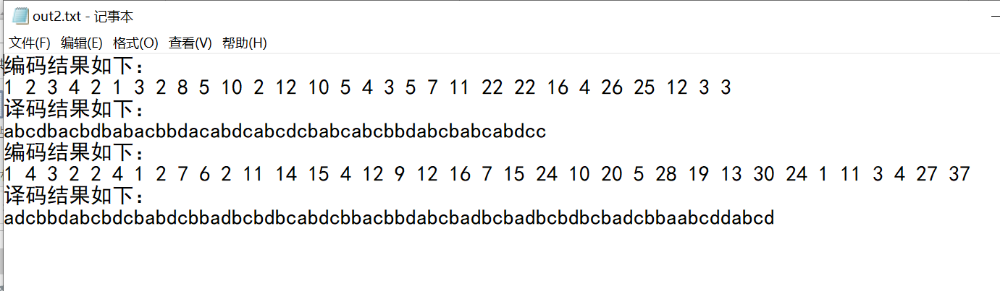 out2.txt - 记事本
文件(F) 编辑(E) 格式(O) 查看(V) 帮助(H)
编码结果如下：
1 2 3 4 2 1 3 2 8 5 10 2 12 10 5 4 3 5 7 11 22 22 16 4 26 25 12 3 3
译码结果如下：
abcdbacbdbabacbbdacabdcabcdcbabcabcbbdabcbabcabdcc
编码结果如下：
1 4 3 2 2 4 1 2 7 6 2 11 14 15 4 12 9 12 16 7 15 24 10 20 5 28 19 13 30 24 1 11 3 4 27 37
译码结果如下：
adcbbdabcbdcbabdcbbadbcbdbcabdcbbacbbdabcbadbcbadbcbdbcbadcbbaabcddabcd